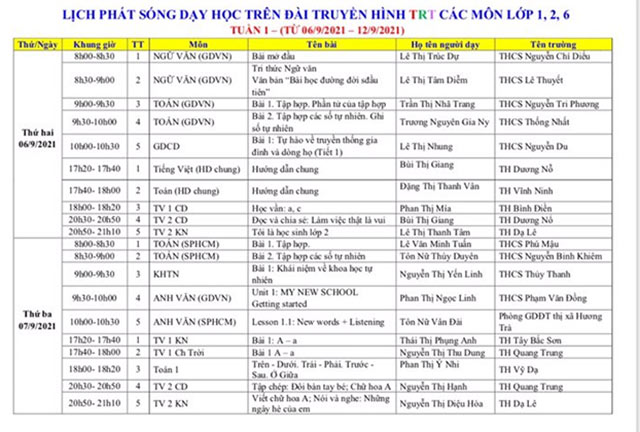 LỊCH PHÁT SÓNG DẠY HỌC TRÊN ĐÀI TRUYỀN HÌNH TRT CÁC MÔN LỚP 1, 2, 6
TUẦN 1 – (TỪ 06/9/2021 – 12/9/2021)
Thứ/Ngày Khung giờ TT Môn Tên bài Họ tên người dạy Tên trường
Thứ hai
06/9/2021
8h00-8h30 1 NGỮ VĂN (GDVN) Bài mở đầu Lê Thị Trúc Dự THCS Nguyễn Chí Diểu
8h30-9h00 2 NGỮ VĂN (GDVN) Tri thức Ngữ văn
Văn bản “Bài học đường đời sđầu
tiên” Lê Thị Tâm Diễm THCS Lê Thuyết
9h00-9h30 3 TOÁN (GDVN) Bài 1. Tập hợp. Phần tử của tập hợp Trần Thị Nhã Trang THCS Nguyễn Tri Phương
9h30-10h00 4 TOÁN (GDVN) Bài 2. Tập hợp các số tự nhiên. Ghi
số tự nhiên Trương Nguyên Gia Ny THCS Thống Nhất
10h00-10h30 5 GDCD Bài 1: Tự hào về truyền thống gia
đình và dòng họ (Tiết 1) Lê Thị Nhung THCS Nguyễn Du
17h20- 17h40 1 Tiếng Việt (HD chung) Hướng dẫn chung Bùi Thị Giang TH Dương Nỗ
17h40- 18h00 2 Toán (HD chung) Hướng dẫn chung Đặng Thị Thanh Vân TH Vĩnh Ninh
18h00 - 18h20 3 TV 1 CD Học vần: a, c Phan Thị Mía TH Bình Điền
20h30- 20h50 4 TV 2 CD Đọc và chia sẻ: Làm việc thật là vui Bùi Thị Giang TH Dương Nỗ
20h50- 21h10 5 TV 2 KN Tôi là học sinh lớp 2 Lê Thị Thanh Tâm TH Dạ Lê
Thứ ba
07/9/2021
8h00-8h30 1 TOÁN (SPHCM) Bài 1. Tập hợp. Lê Văn Minh Tuấn THCS Phú Mậu
8h30-9h00 2 TOÁN (SPHCM) Bài 2. Tập hợp các số tự nhiên Tôn Nữ Thùy Duyên THCS Nguyễn Bỉnh Khiêm
9h00-9h30 3 KHTN Bài 1: Khái niệm về khoa học tự
nhiên Nguyễn Thị Yến Linh THCS Thủy Thanh
9h30-10h00 4 ANH VĂN (GDVN) Unit 1: MY NEW SCHOOL
Getting started Phan Thị Ngọc Linh THCS Phạm Văn Đồng
10h00-10h30 5 ANH VĂN (SPHCM) Lesson 1.1: New words + Listening Tôn Nữ Vân Đài Phòng GDĐT thị xã Hương
Trà
17h20- 17h40 1 TV 1 KN Bài 1: A – a Thái Thị Phụng Anh TH Tây Bắc Sơn
17h40- 18h00 2 TV 1 Ch Trời Bài 1 A – a Nguyễn Thị Thu Dung TH Quang Trung
18h00 - 18h20 3 Toán 1 Trên - Dưới. Trái - Phải. Trước -
Sau. Ở Giữa Phan Thị Ý Nhi TH Vỹ Dạ
20h30- 20h50 4 TV 2 CD Tập chép: Đôi bàn tay bé; Chữ hoa A Nguyễn Thị Hạnh TH Quang Trung
20h50- 21h10 5 TV 2 KN Viết chữ hoa A; Nói và nghe: Những
ngày hè của em Nguyễn Thị Diệu Hòa TH Dạ Lê